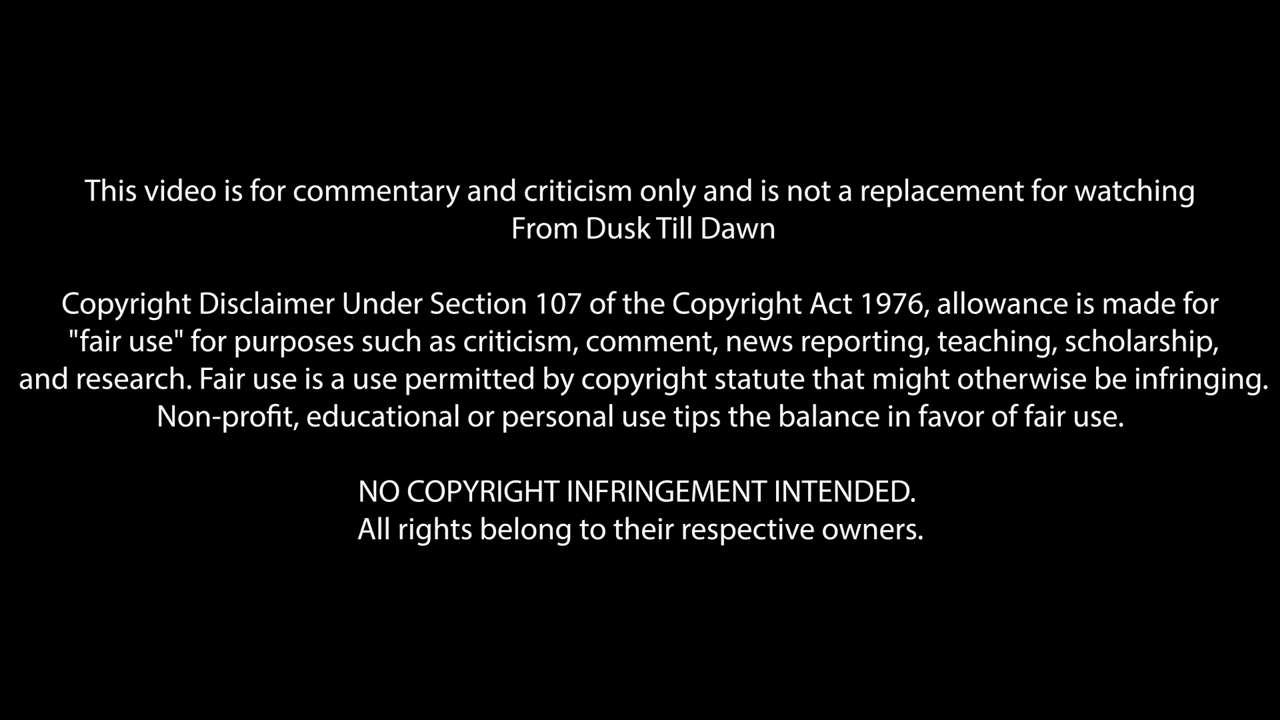 This video is for commentary and criticism only and is not a replacement for watching
From Dusk Till Dawn
Copyright Disclaimer Under Section 107 of the Copyright Act 1976, allowance is made for
"fair use" for purposes such as criticism, comment, news reporting, teaching, scholarship,
and research. Fair use is a use permitted by copyright statute that might otherwise be infringing.
Non-profit, educational or personal use tips the balance in favor of fair use.
NO COPYRIGHT INFRINGEMENT INTENDED.
All rights belong to their respective owners.